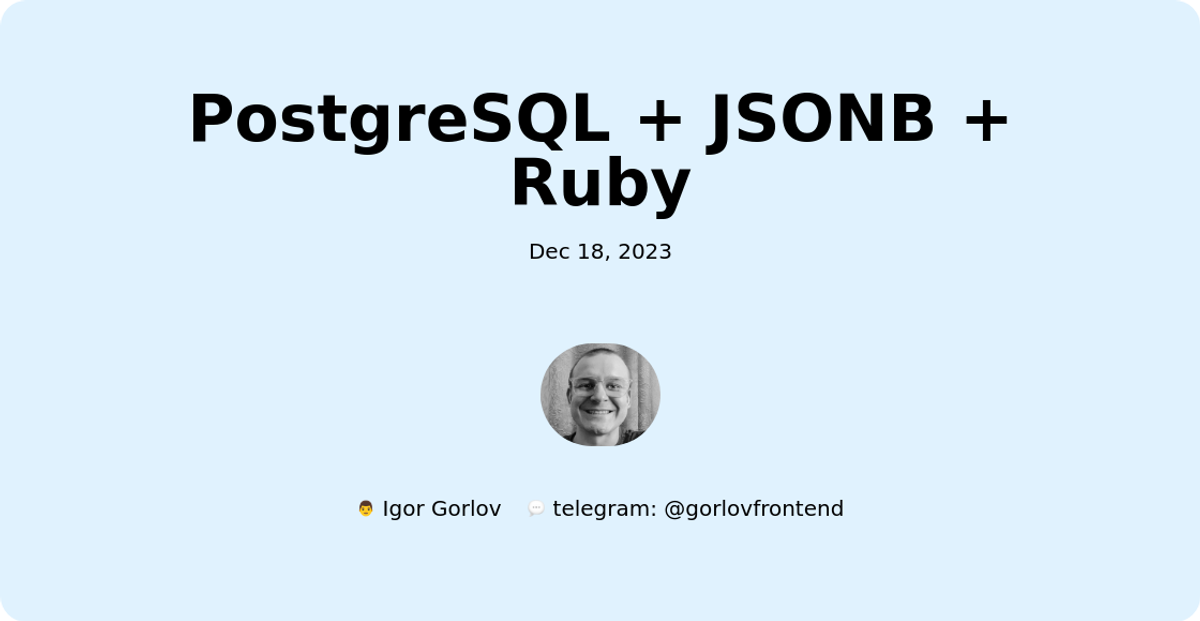 PostgreSQL + JSONB +
Ruby
Dec 18, 2023
👨 Igor Gorlov 💬 telegram: @gorlovfrontend